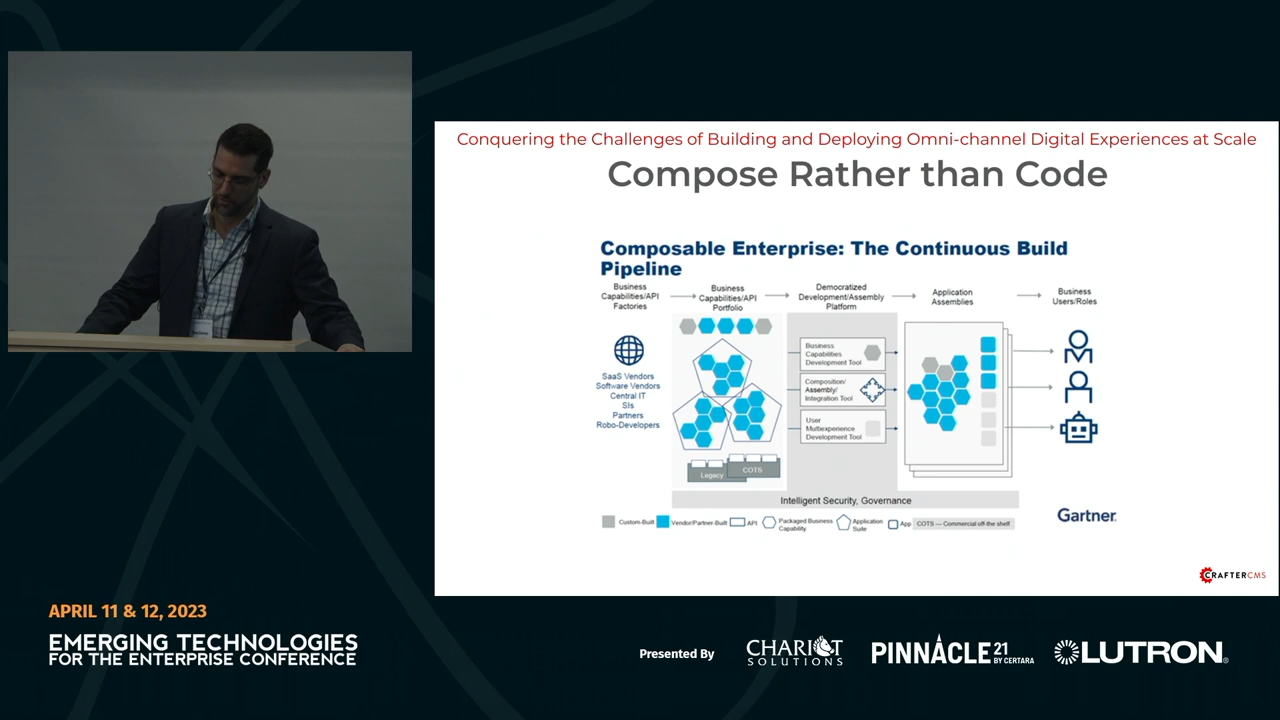 Conquering the Challenges of Building and Deploying Omni-channel Digital Experiences at Scale
Compose Rather than Code
Composable Enterprise: The Continuous Build
Pipeline
Business
Capabilities/API
Factories
Business
Capabilities/API
Portfolio
Democratized
Development/Assembly
Platform
Application
Assemblies
Business
Users/Roles
SaaS Vendors
Software Vendors
Central IT
SIs
Partners
Robo-Developers
Business
Capabilities
Development Tool
Composition/
Assembly/
Integration Tool
User
Multiexperience
Development Tool
Legacy
COTS
Intelligent Security, Governance
Custom-Built
Vendor/Partner-Built
API
Packaged Business
Capability
Application
Suite
App
COTS — Commercial off-the shelf
Gartner
CRAFTERCMS
APRIL 11 & 12, 2023
EMERGING TECHNOLOGIES
FOR THE ENTERPRISE CONFERENCE
Presented By
CHARIOT
SOLUTIONS
PINNACLE 21
BY CERTARA
LUTRON®